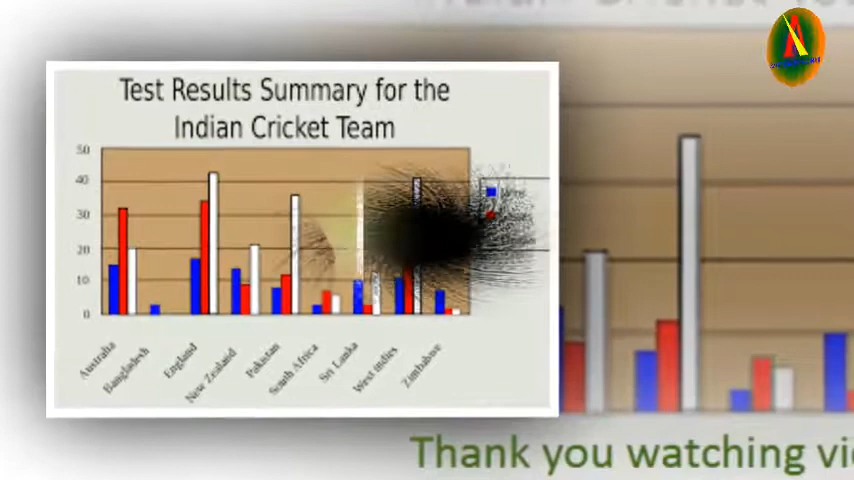 Test Results Summary for the
Indian Cricket Team
50
40
30
20
10
0
Australia
Bangladesh
England
New Zealand
Pakistan
South Africa
Sri Lanka
West indies
Zimbabwe
Thank you watching vi